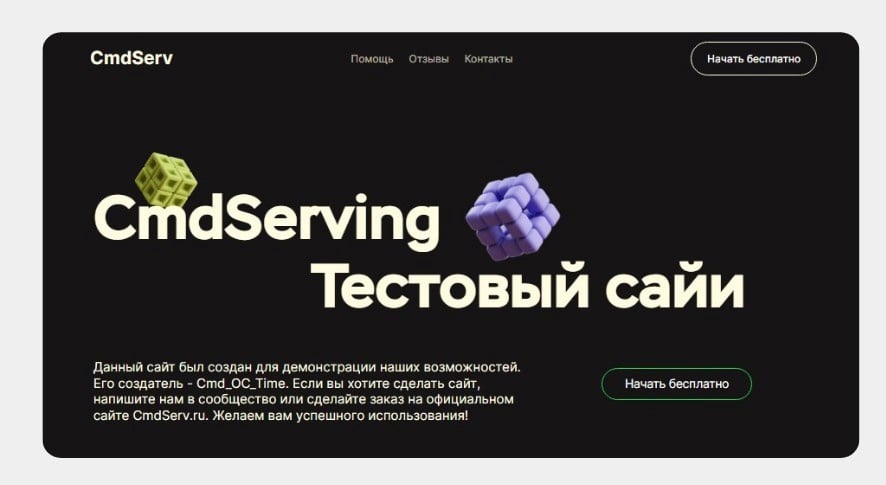 CmdServ
Помощь Отзывы Контакты
Начать бесплатно
CmdServing
Тестовый сайи
Данный сайт был создан для демонстрации наших возможностей.
Его создатель - Cmd_OC_Time. Если вы хотите сделать сайт,
напишите нам в сообщество или сделайте заказ на официальном
сайте CmdServ.ru. Желаем вам успешного использования!
Начать бесплатно